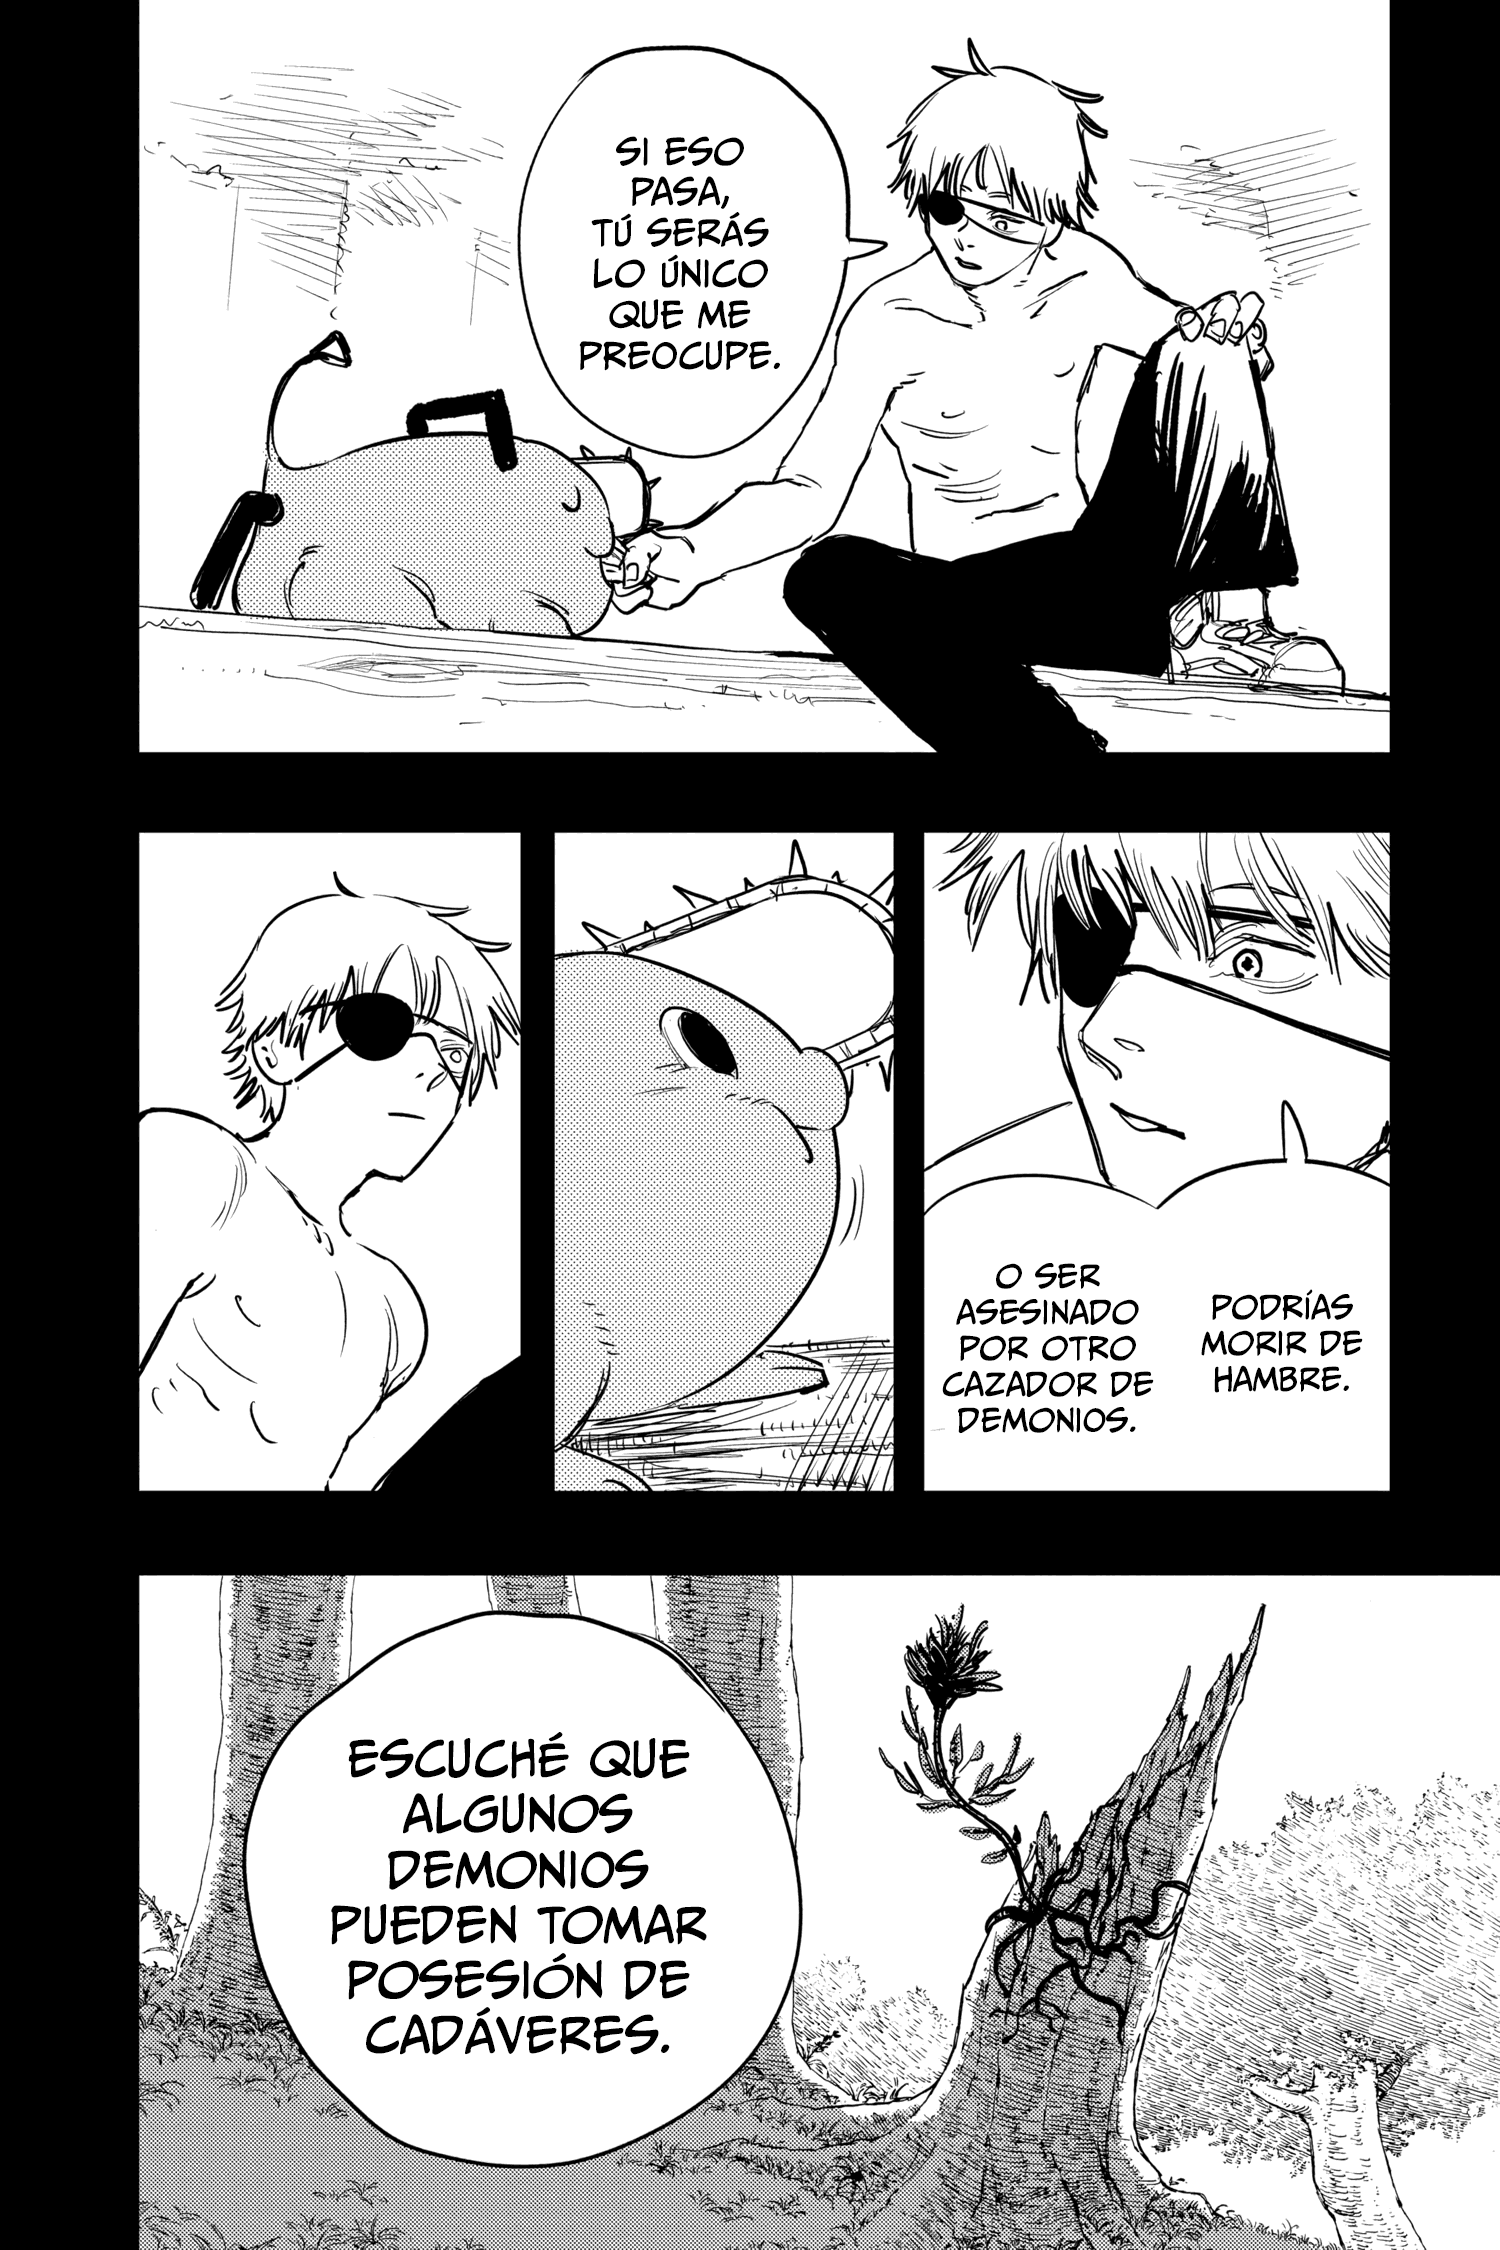 SI ESO
PASA,
TÚ SERÁS
LO ÚNICO
QUE ME
PREOCUPE.
PODRÍAS
MORIR DE
HAMBRE.
O SER
ASESINADO
POR OTRO
CAZADOR DE
DEMONIOS.
ESCUCHÉ QUE
ALGUNOS
DEMONIOS
PUEDEN TOMAR
POSESIÓN DE
CADÁVERES.